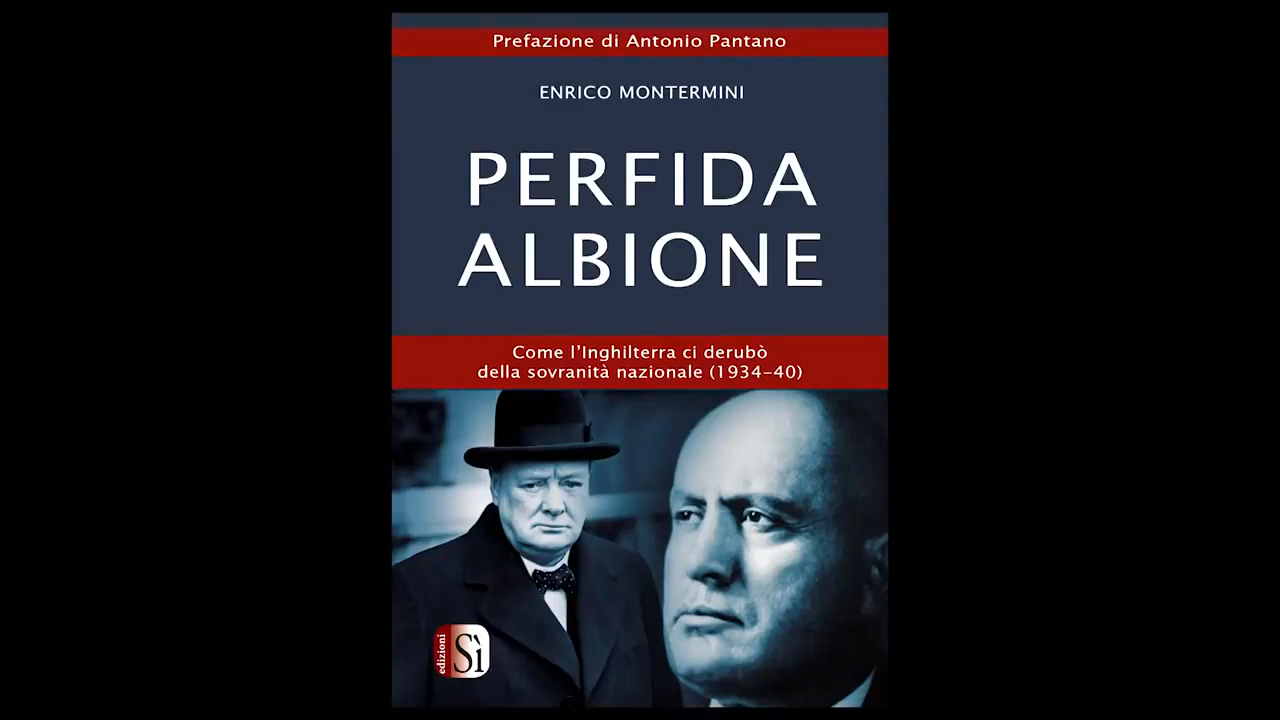 Prefazione di Antonio Pantano
ENRICO MONTERMINI
PERFIDA
ALBIONE
Come l'Inghilterra ci derubò
della sovranità nazionale (1934-40)
edizioni
Sì